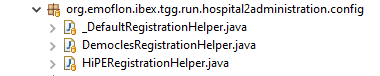 org.emoflon.ibex.tgg.run.hospital2administration.config
_DefaultRegistrationHelper.java
DemoclesRegistrationHelper.java
HiPERegistrationHelper.java